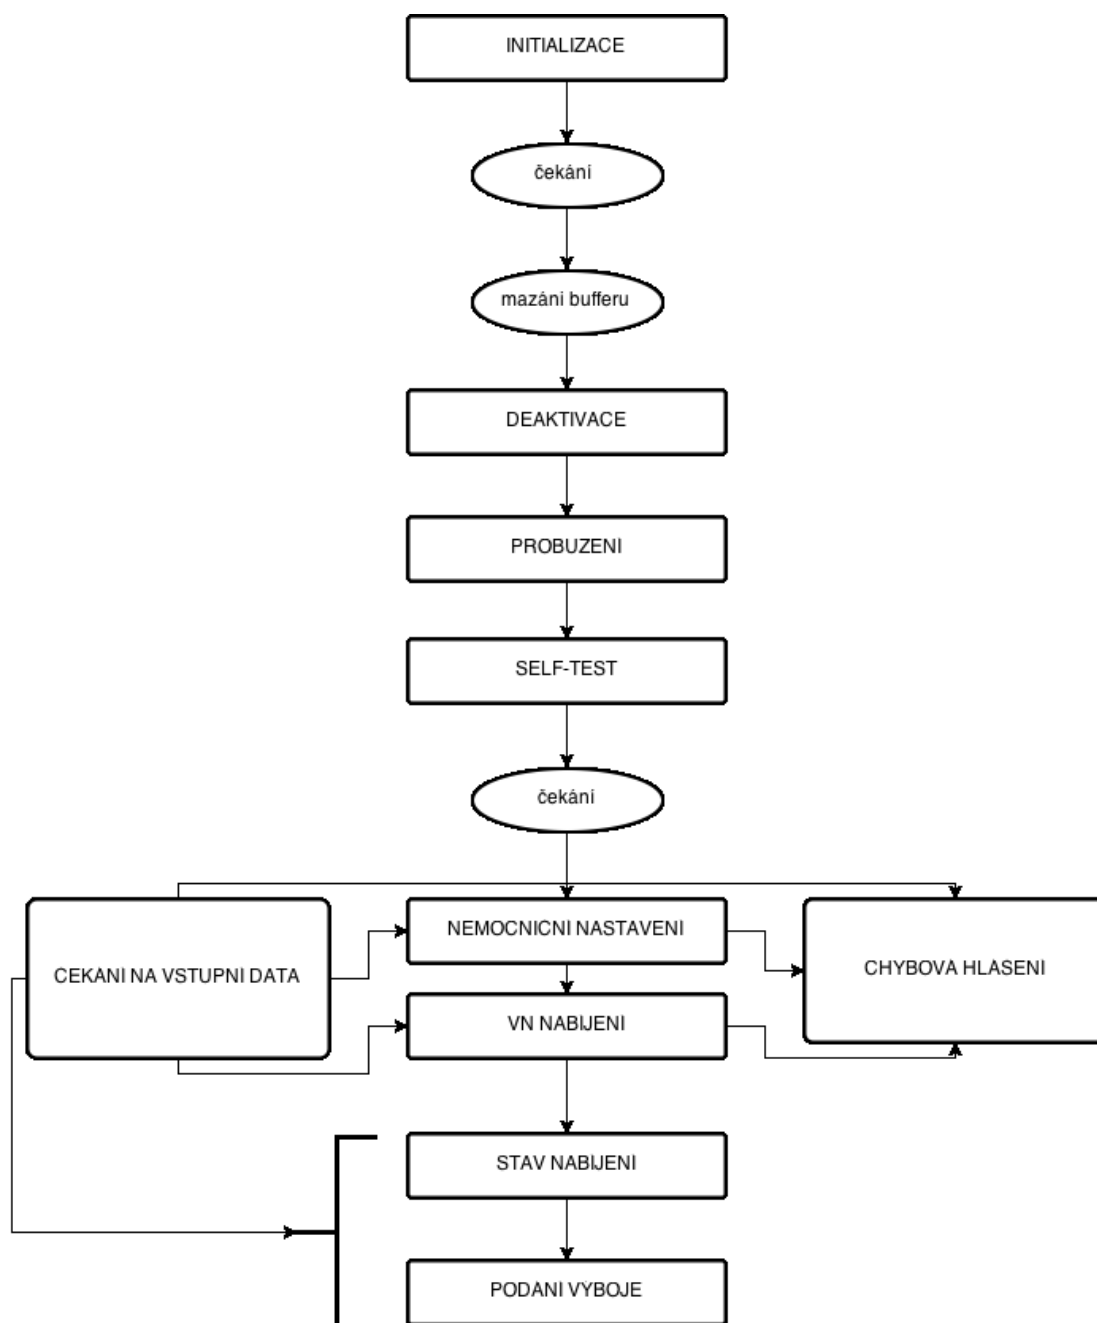 INITIALIZACE
čekání
mazání bufferu
DEAKTIVACE
PROBUZENI
SELF-TEST
čekání
NEMOCNICNI NASTAVENI
CEKANI NA VSTUPNI DATA
CHYBOVA HLASENI
VN NABIJENI
STAV NABIJENI
PODANI VYBOJE